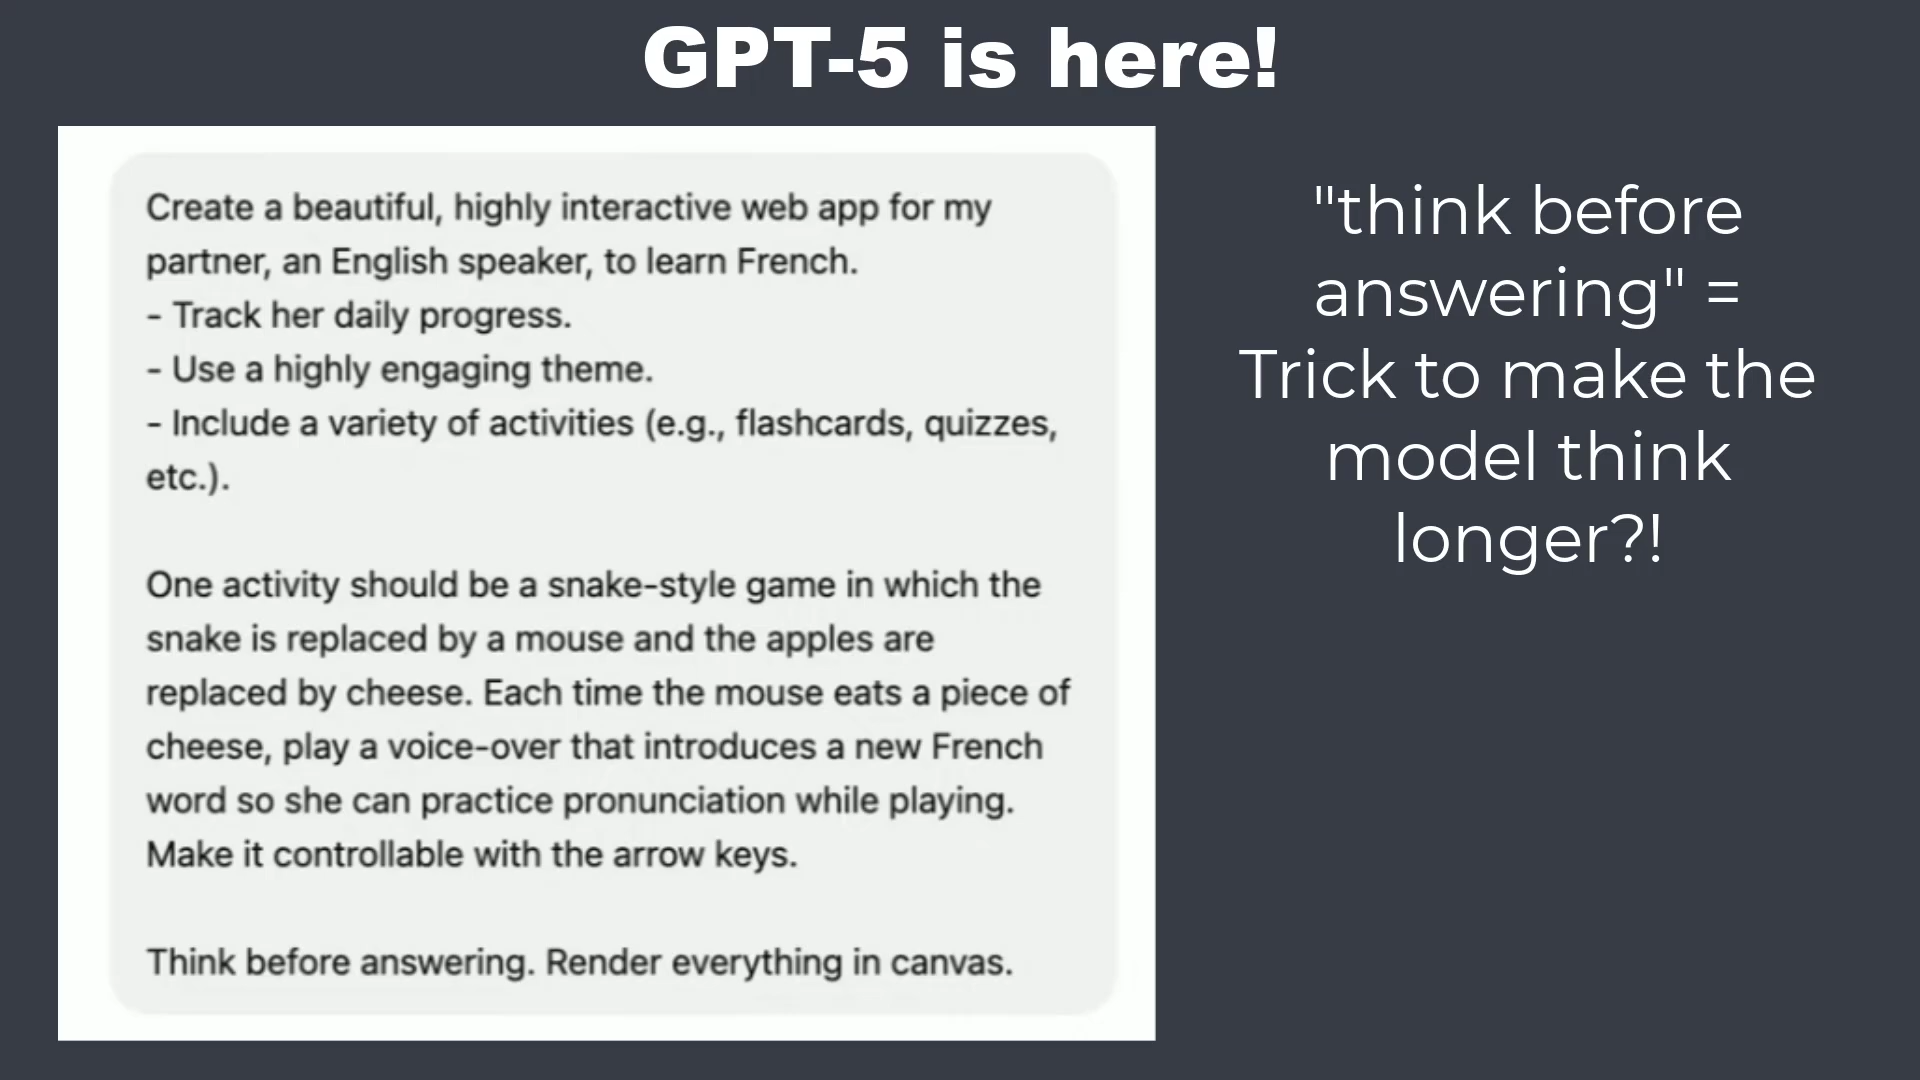 GPT-5 is here!
Create a beautiful, highly interactive web app for my
partner, an English speaker, to learn French.
- Track her daily progress.
- Use a highly engaging theme.
- Include a variety of activities (e.g., flashcards, quizzes,
etc.).
One activity should be a snake-style game in which the
snake is replaced by a mouse and the apples are
replaced by cheese. Each time the mouse eats a piece of
cheese, play a voice-over that introduces a new French
word so she can practice pronunciation while playing.
Make it controllable with the arrow keys.
Think before answering. Render everything in canvas.
"think before
answering" =
Trick to make the
model think
longer?!